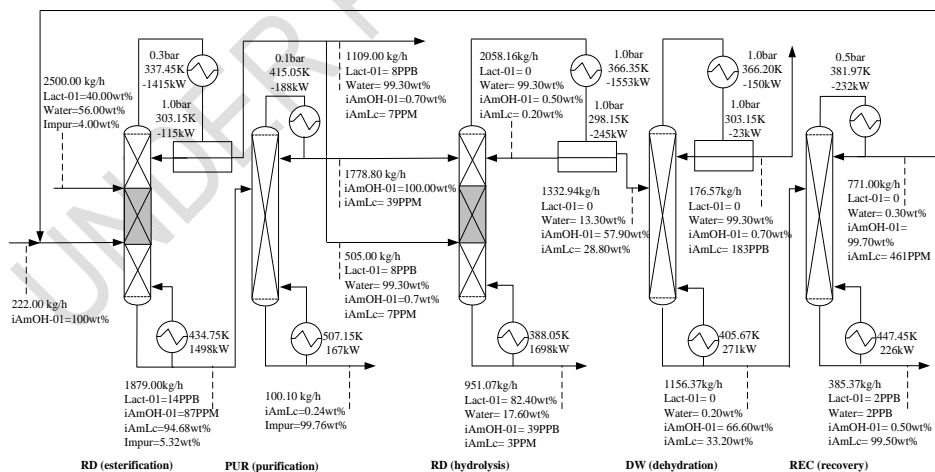 UNDER
2500.00 kg/h
Lact-01=40.00wt%
Water=56.00wt%
Impur=4.00wt%
0.3bar
337.45K
-1415kW
1.0bar
303.15K
-115kW
222.00 kg/h
iAmOH-01=100wt%
434.75K
1498kW
1879.00kg/h
Lact-01=14PPB
iAmOH-01=87PPM
iAmLc=94.68wt%
Impur=5.32wt%
RD (esterification)
0.1bar
415.05K
-188kW
1109.00 kg/h
Lact-01= 8PPB
Water= 99.30wt%
iAmOH-01=0.70wt%
iAmLc= 7PPM
1778.80 kg/h
iAmOH-01=100.00wt%
iAmLc= 39PPM
505.00 kg/h
Lact-01= 8PPB
Water= 99.30wt%
iAmOH-01=0.7wt%
iAmLc= 7PPM
507.15K
167kW
100.10 kg/h
iAmLc=0.24wt%
Impur=99.76wt%
PUR (purification)
2058.16 kg/h
Lact-01= 0
Water= 99.30wt%
iAmOH-01= 0.50wt%
iAmLc= 0.20wt%
1.0bar
366.35K
-1553kW
1.0bar
298.15K
-245kW
1332.94kg/h
Lact-01= 0
Water= 13.30wt%
iAmOH-01= 57.90wt%
iAmLc= 28.80wt%
388.05K
1698kW
951.07kg/h
Lact-01= 82.40wt%
Water= 17.60wt%
iAmOH-01= 39PPB
iAmLc= 3PPM
RD (hydrolysis)
1.0bar
366.20K
-150kW
1.0bar
303.15K
-23kW
176.57kg/h
Lact-01= 0
Water= 99.30wt%
iAmOH-01= 0.70wt%
iAmLc= 183PPB
405.67K
271kW
1156.37kg/h
Lact-01= 0
Water= 0.20wt%
iAmOH-01= 66.60wt%
iAmLc= 33.20wt%
DW (dehydration)
0.5bar
381.97K
-232kW
771.00kg/h
Lact-01= 0
Water= 0.30wt%
iAmOH-01=
99.70wt%
iAmLc= 461PPM
447.45K
226kW
385.37kg/h
Lact-01= 2PPB
Water= 2PPB
iAmOH-01= 0.50wt%
iAmLc= 99.50wt%
REC (recovery)